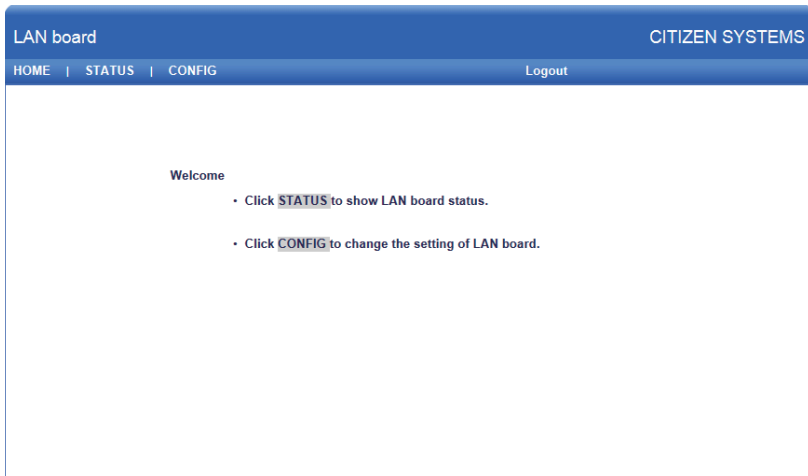 LAN board CITIZEN SYSTEMS
HOME | STATUS | CONFIG Logout
Welcome
• Click STATUS to show LAN board status.
• Click CONFIG to change the setting of LAN board.